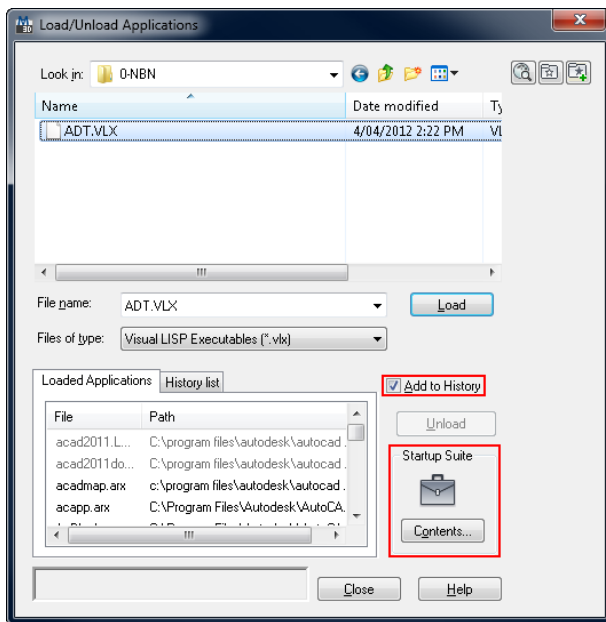 Load/Unload Applications
Look in: 0-NBN
Name Date modified Ty
ADT.VLX 4/04/2012 2:22 PM VL
File name: ADT.VLX Load
Files of type: Visual LISP Executables (*.vlx)
Loaded Applications History list
Add to History
File Path
Unload
acad2011.L... C:\program files\autodesk\autocad .
acad2011do... C:\program files\autodesk\autocad .
acadmap.arx c:\program files\autodesk\autocad .
acapp.arx C:\Program Files\Autodesk\AutoCA.
Startup Suite
Contents...
Close Help